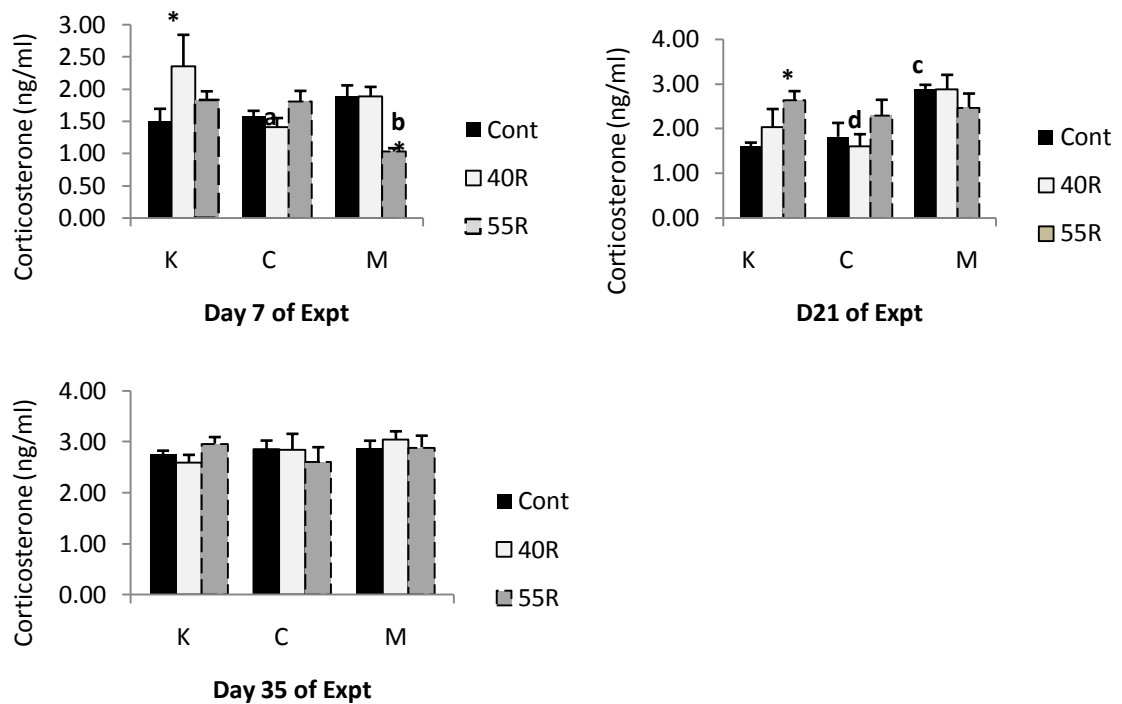 Corticosterone (ng/ml)
3.00
2.50
2.00
1.50
1.00
0.50
0.00
*
a
b
*
K C M
Day 7 of Expt
Cont
40R
55R
Corticosterone (ng/ml)
4.00
3.00
2.00
1.00
0.00
*
d
c
K C M
D21 of Expt
Cont
40R
55R
Corticosterone (ng/ml)
4.00
3.00
2.00
1.00
0.00
K C M
Day 35 of Expt
Cont
40R
55R